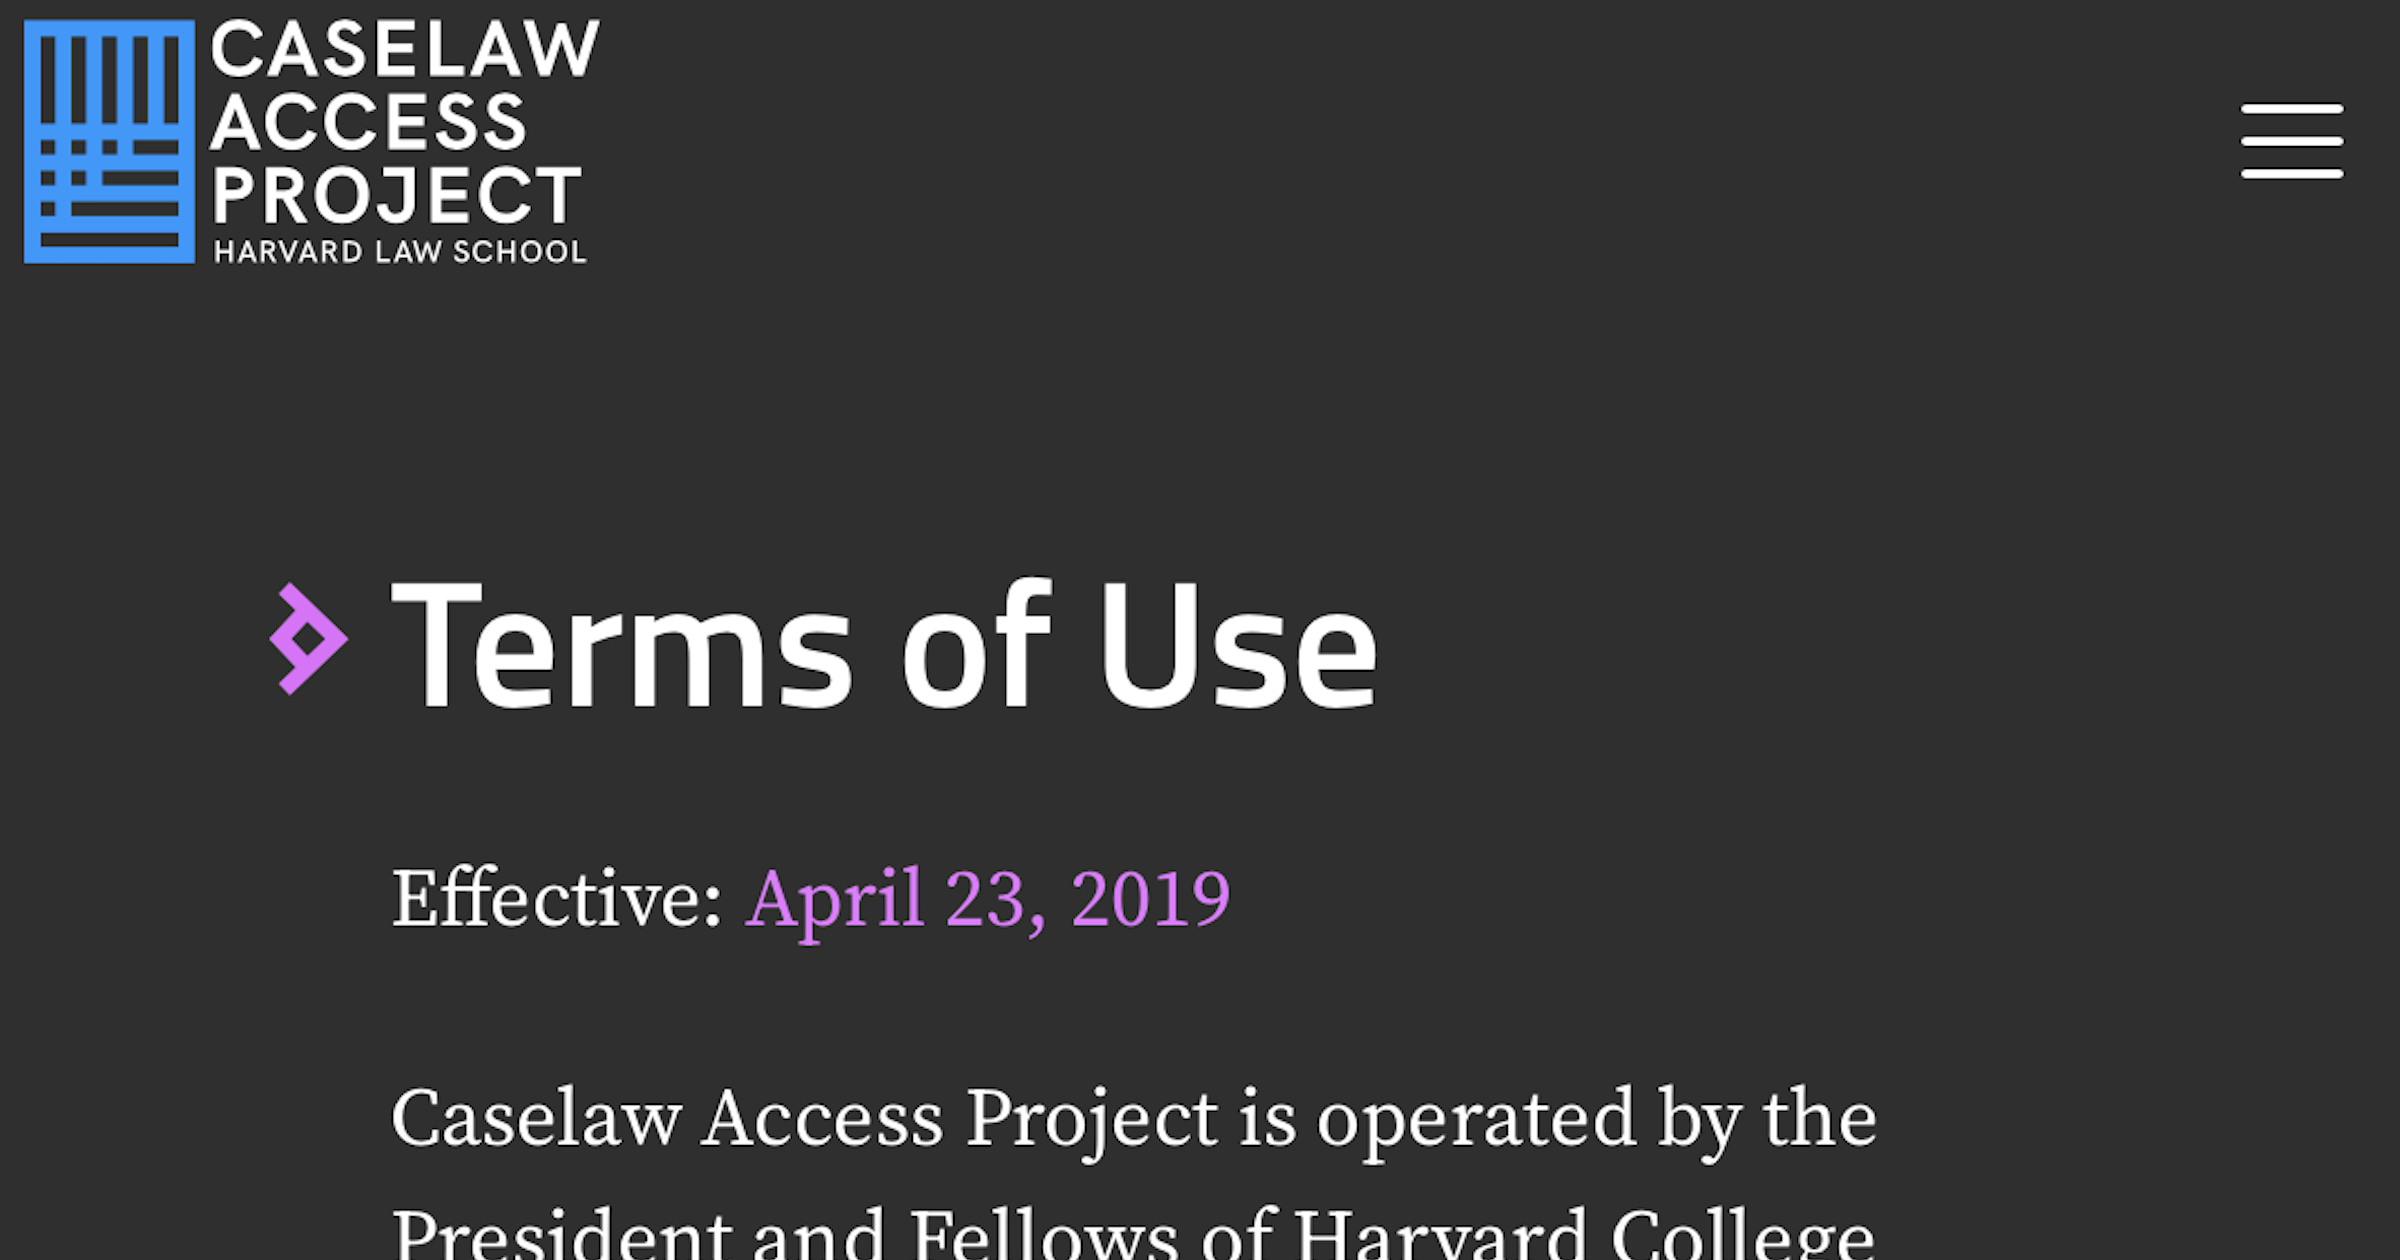 CASELAW
ACCESS
PROJECT
HARVARD LAW SCHOOL
Terms of Use
Effective: April 23, 2019
Caselaw Access Project is operated by the
President and Fellows of Harvard College